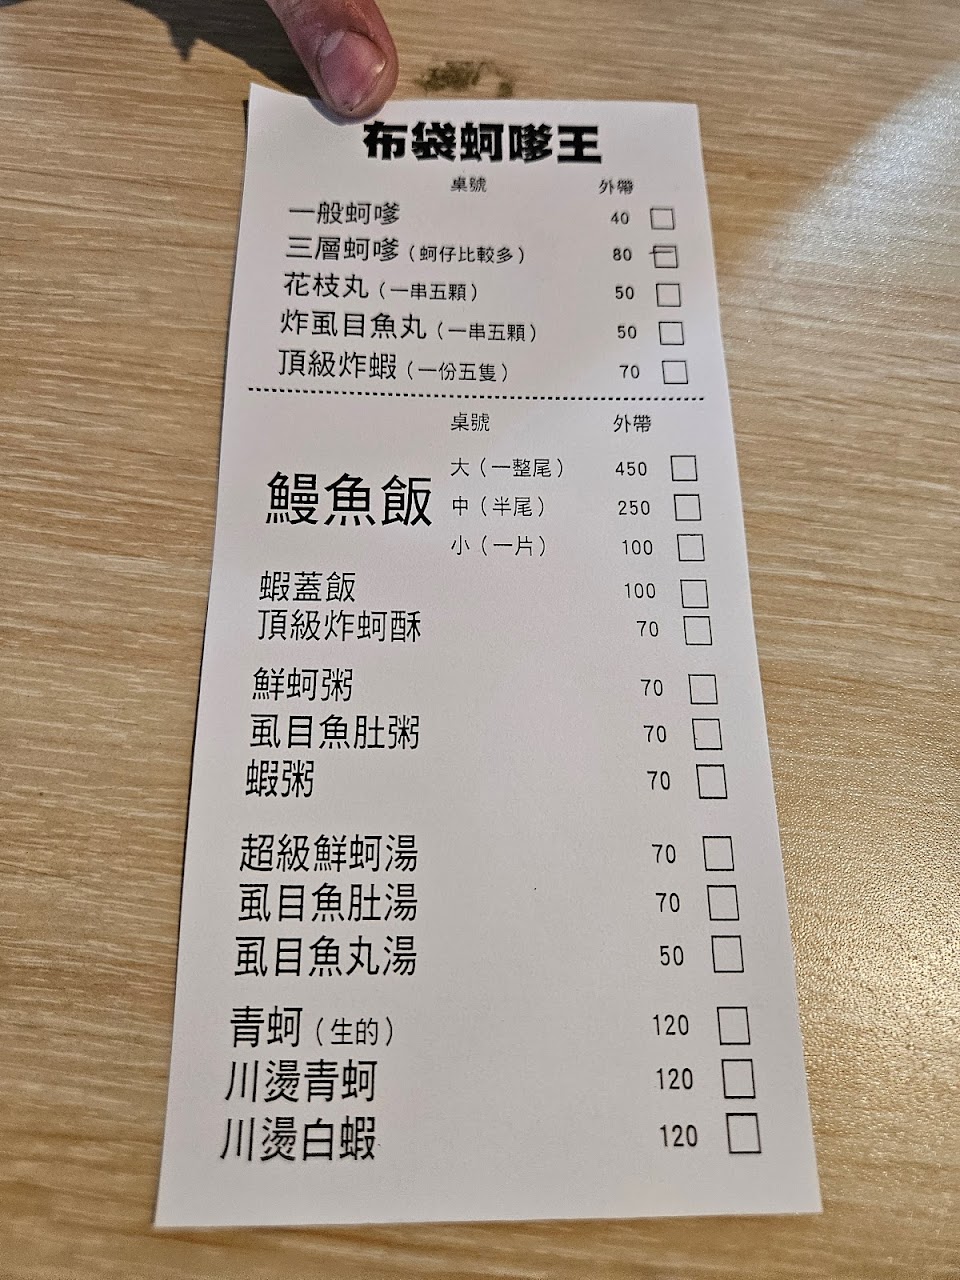 布袋蚵嗲王
桌號 外帶
一般蚵嗲 40
三層蚵嗲（蚵仔比較多） 80
花枝丸（一串五顆） 50
炸虱目魚丸（一串五顆） 50
頂級炸蝦（一份五隻） 70
桌號 外帶
鰻魚飯
大（一整尾） 450
中（半尾） 250
小（一片） 100
蝦蓋飯 100
頂級炸蚵酥 70
鮮蚵粥 70
虱目魚肚粥 70
蝦粥 70
超級鮮蚵湯 70
虱目魚肚湯 70
虱目魚丸湯 50
青蚵（生的） 120
川燙青蚵 120
川燙白蝦 120